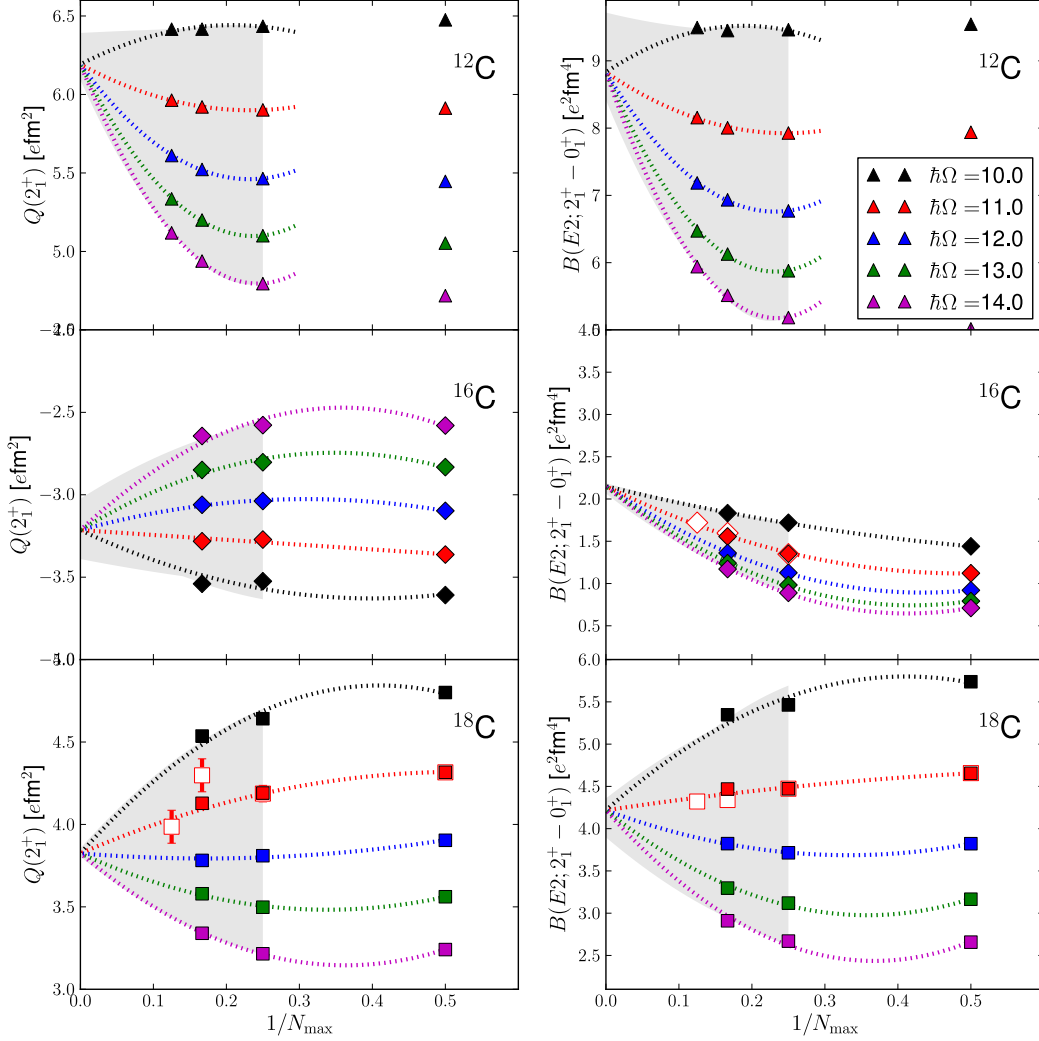 6.5
6.0
5.5
5.0
Q(2₁⁺) [efm²]
¹²C
9
8
7
6
B(E2; 2₁⁺ − 0₁⁺) [e²fm⁴]
¹²C
ħΩ =10.0
ħΩ =11.0
ħΩ =12.0
ħΩ =13.0
ħΩ =14.0
−2.5
−3.0
−3.5
Q(2₁⁺) [efm²]
¹⁶C
4.0
3.5
3.0
2.5
2.0
1.5
1.0
0.5
B(E2; 2₁⁺ − 0₁⁺) [e²fm⁴]
¹⁶C
4.5
4.0
3.5
3.0
Q(2₁⁺) [efm²]
¹⁸C
0.0 0.1 0.2 0.3 0.4 0.5
1/Nmax
6.0
5.5
5.0
4.5
4.0
3.5
3.0
2.5
B(E2; 2₁⁺ − 0₁⁺) [e²fm⁴]
¹⁸C
0.0 0.1 0.2 0.3 0.4 0.5
1/Nmax